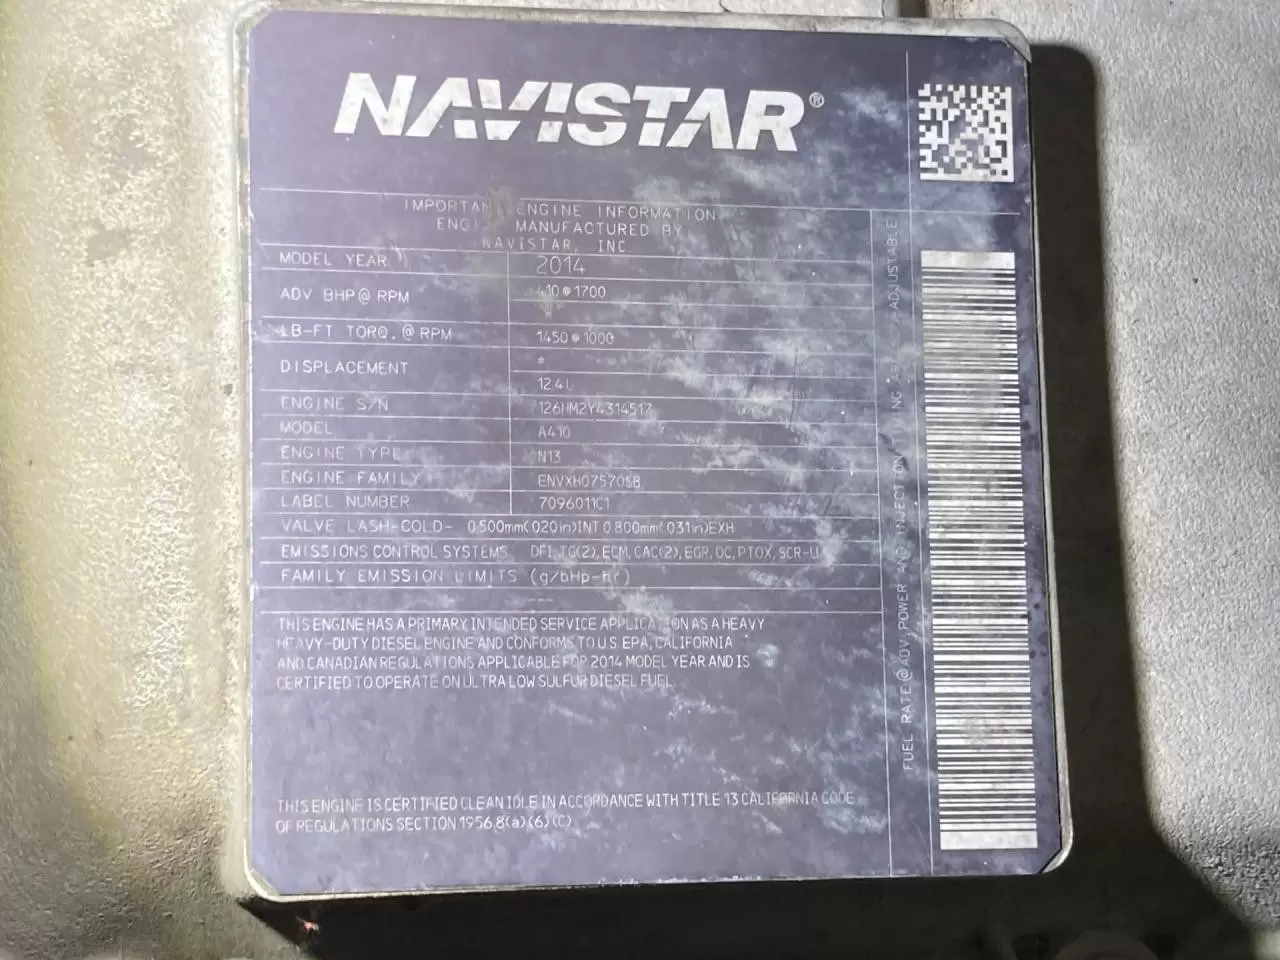 NAVISTAR®
IMPORTANT ENGINE INFORMATION
ENGINE MANUFACTURED BY
NAVISTAR, INC.
MODEL YEAR 2014
ADV BHP@RPM 410@1700
LB-FT TORQ.@RPM 1450@1000
*
DISPLACEMENT 12.4L
ENGINE S/N 126HM2Y4314517
MODEL A410
ENGINE TYPE N13
ENGINE FAMILY
LABEL NUMBER 7096011C1
VALVE LASH-COLD- 0.500mm(.020in)INT 0.800mm(.031in)EXH
EMISSIONS CONTROL SYSTEMS DFI,TC(2),ECM,CAC(2),EGR,OC,PTOX,SCR-U
FAMILY EMISSION LIMITS (g/bHp-hr)
---
THIS ENGINE HAS A PRIMARY INTENDED SERVICE APPLICATION AS A HEAVY
HEAVY-DUTY DIESEL ENGINE AND CONFORMS TO U.S. EPA, CALIFORNIA
AND CANADIAN REGULATIONS APPLICABLE FOR 2014 MODEL YEAR AND IS
CERTIFIED TO OPERATE ON ULTRA LOW SULFUR DIESEL FUEL.
THIS ENGINE IS CERTIFIED CLEAN IDLE IN ACCORDANCE WITH TITLE 13 CALIFORNIA CODE
OF REGULATIONS SECTION 1956.8(a)(6)(C)
FUEL RATE @ ADV. POWER AND INJECTION TIMING ARE ADJUSTABLE